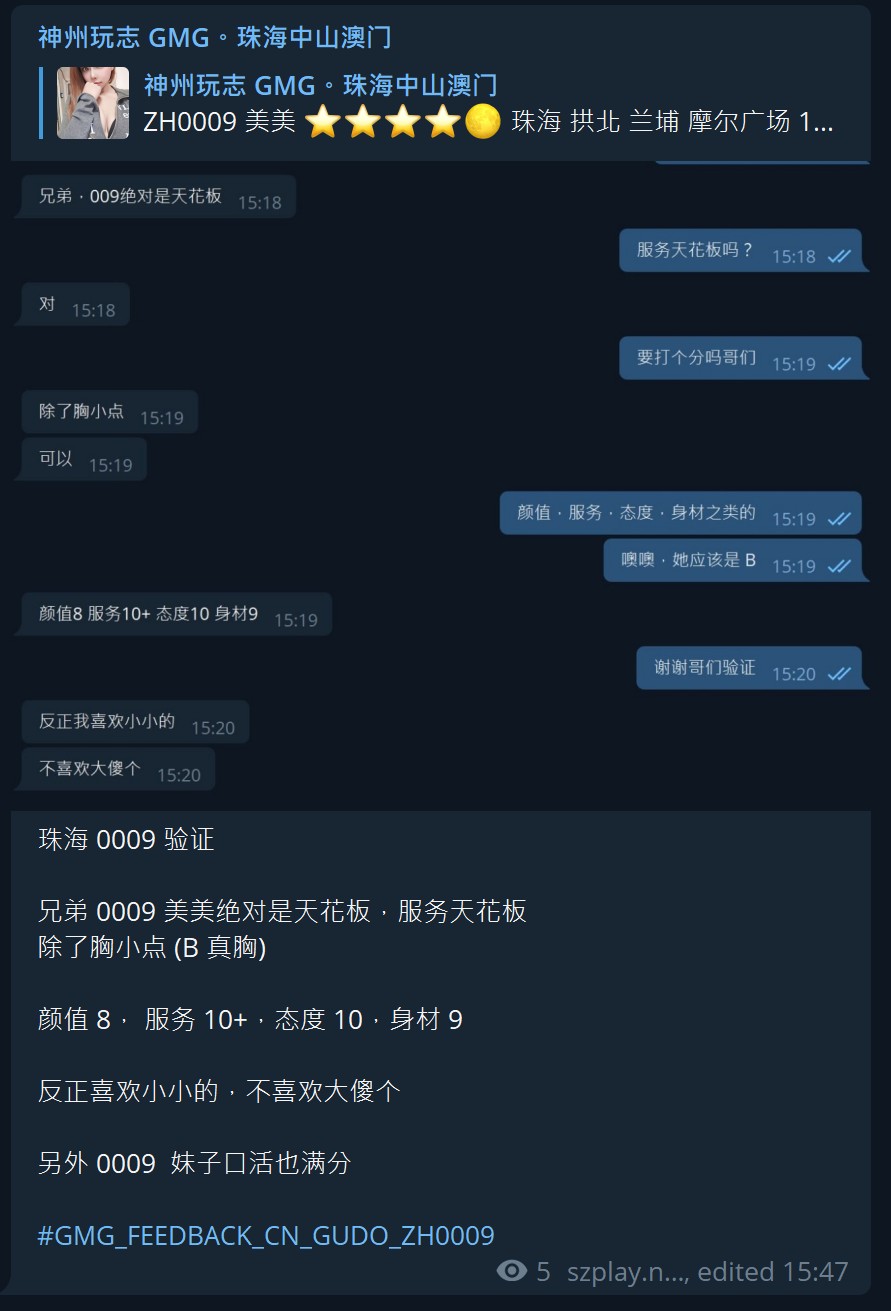 神州玩志 GMG。珠海中山澳门
神州玩志 GMG。珠海中山澳门
ZH0009 美美 ⭐⭐⭐⭐🌕 珠海 拱北 兰埔 摩尔广场 1...
兄弟，009绝对是天花板 15:18
服务天花板吗？ 15:18
对 15:18
要打个分吗哥们 15:19
除了胸小点 15:19
可以 15:19
颜值，服务，态度，身材之类的 15:19
噢噢，她应该是 B 15:19
颜值8 服务10+ 态度10 身材9 15:19
谢谢哥们验证 15:20
反正我喜欢小小的 15:20
不喜欢大傻个 15:20
珠海 0009 验证
兄弟 0009 美美绝对是天花板，服务天花板
除了胸小点 (B 真胸)
颜值 8， 服务 10+，态度 10，身材 9
反正喜欢小小的，不喜欢大傻个
另外 0009 妹子口活也满分
#GMG_FEEDBACK_CN_GUDO_ZH0009
5 szplay.n..., edited 15:47